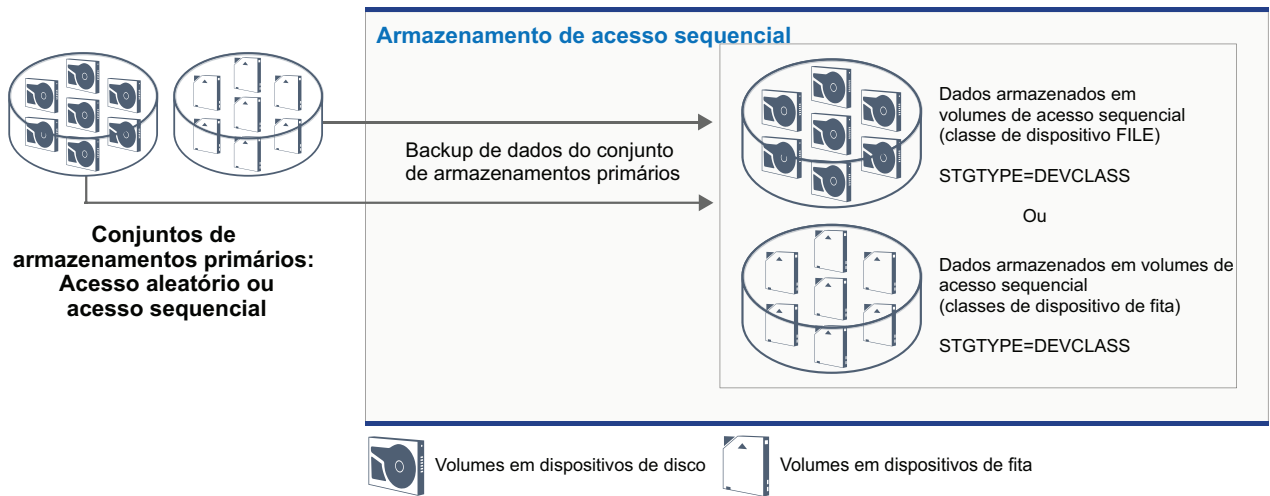 Armazenamento de acesso sequencial
Dados armazenados em
volumes de acesso sequencial
(classe de dispositivo FILE)
STGTYPE=DEVCLASS
Ou
Backup de dados do conjunto
de armazenamentos primários
Conjuntos de
armazenamentos primários:
Acesso aleatório ou
acesso sequencial
Dados armazenados em volumes de
acesso sequencial
(classes de dispositivo de fita)
STGTYPE=DEVCLASS
Volumes em dispositivos de disco
Volumes em dispositivos de fita